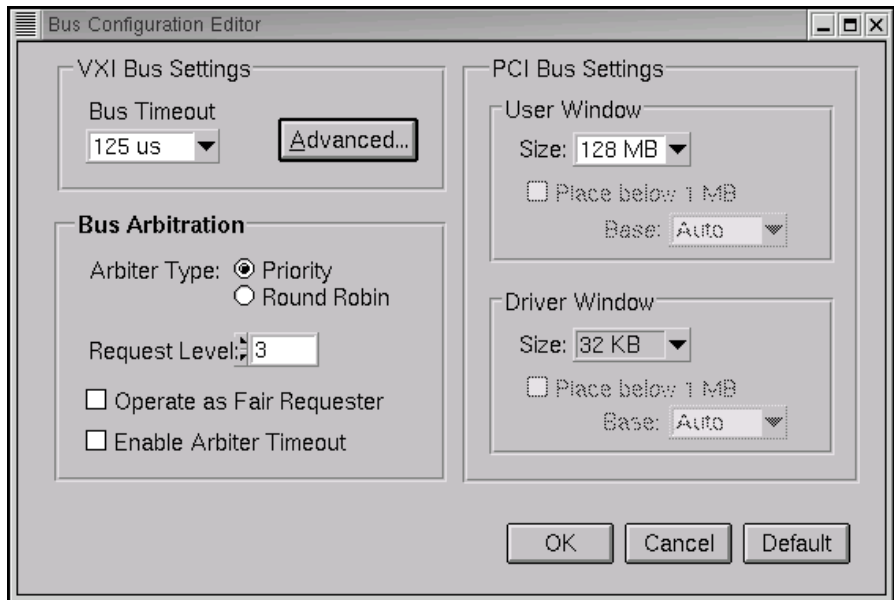 Bus Configuration Editor
VXI Bus Settings
Bus Timeout
125 us
Advanced...
Bus Arbitration
Arbiter Type:
Priority
Round Robin
Request Level:
3
Operate as Fair Requester
Enable Arbiter Timeout
PCI Bus Settings
User Window
Size: 128 MB
Place below 1 MB
Base: Auto
Driver Window
Size: 32 KB
Place below 1 MB
Base: Auto
OK
Cancel
Default